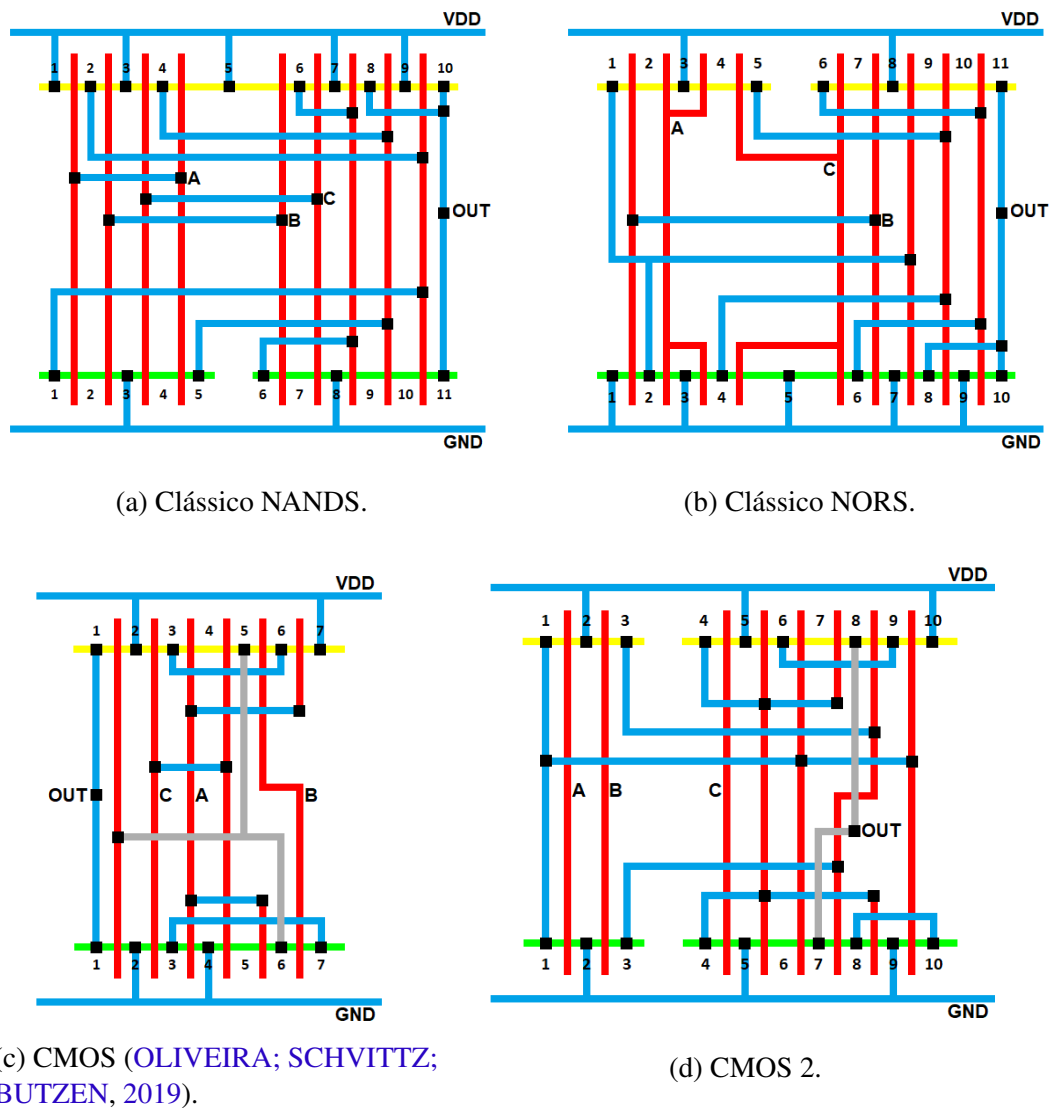 VDD
1 2 3 4 5 6 7 8 9 10
A
C
B
OUT
1 2 3 4 5 6 7 8 9 10 11
GND
(a) Clássico NANDS.
VDD
1 2 3 4 5 6 7 8 9 10 11
A
C
B
OUT
1 2 3 4 5 6 7 8 9 10
GND
(b) Clássico NORS.
VDD
1 2 3 4 5 6 7
OUT C A B
1 2 3 4 5 6 7
GND
(c) CMOS (OLIVEIRA; SCHVITTZ;
BUTZEN, 2019).
VDD
1 2 3 4 5 6 7 8 9 10
A B C
OUT
1 2 3 4 5 6 7 8 9 10
GND
(d) CMOS 2.